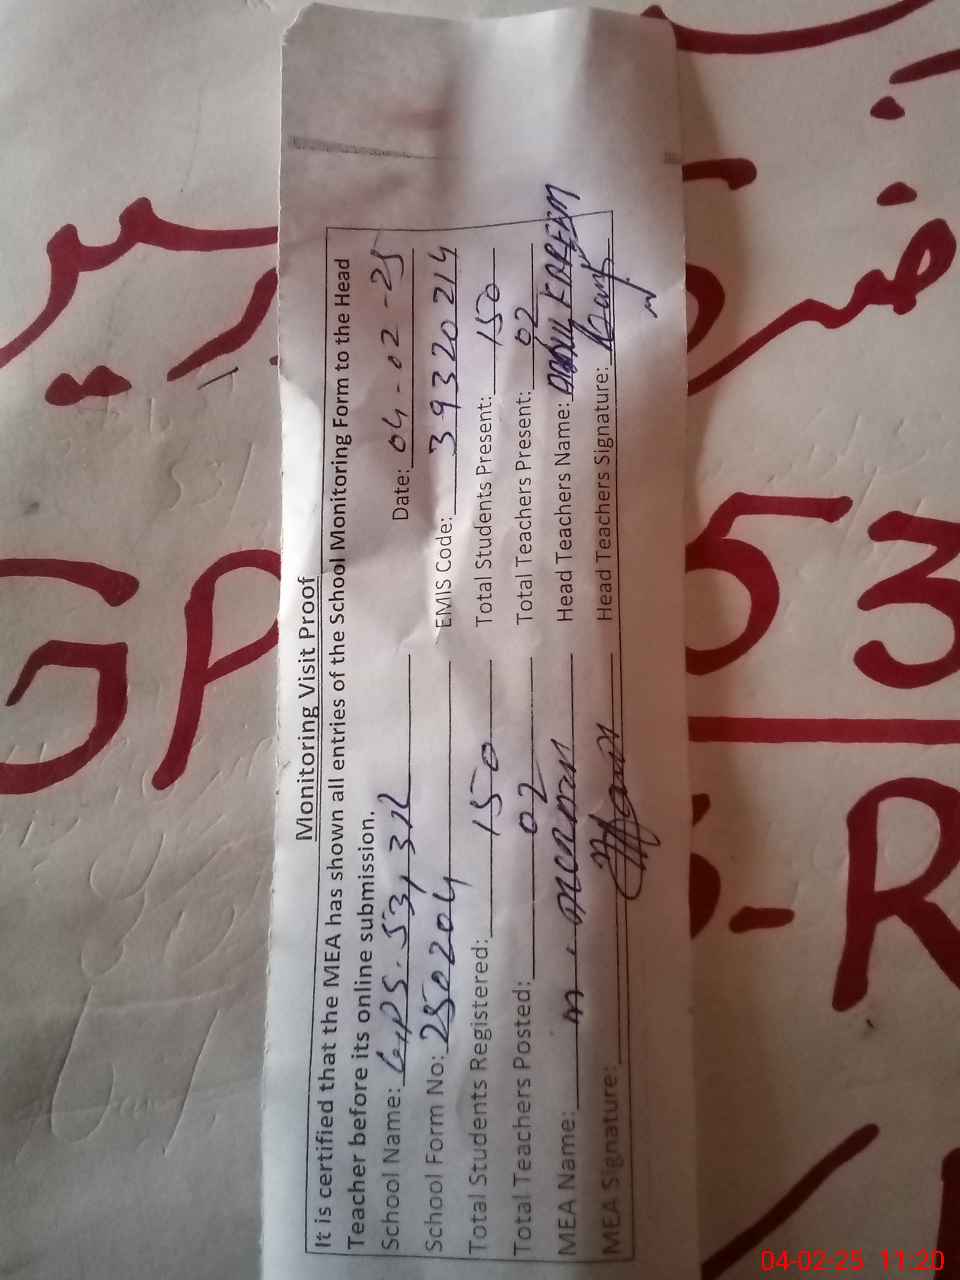 Monitoring Visit Proof
It is certified that the MEA has shown all entries of the School Monitoring Form to the Head
Teacher before its online submission.
School Name: GPS. 53, 3R Date: 04-02-25
School Form No: 250204 EMIS Code: 39320214
Total Students Registered: 150 Total Students Present: 150
Total Teachers Posted: 02 Total Teachers Present: 02
MEA Name: M. Head Teachers Name: KAREEM
MEA Signature: Head Teachers Signature:
GP 53
-R
04-02-25 11:20